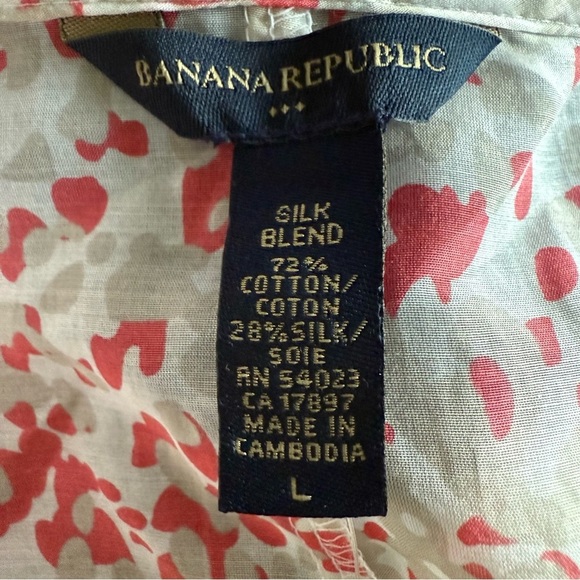 BANANA REPUBLIC
SILK
BLEND
72%
COTTON/
COTON
28%SILK/
SOIE
RN 54023
CA 17897
MADE IN
CAMBODIA
L